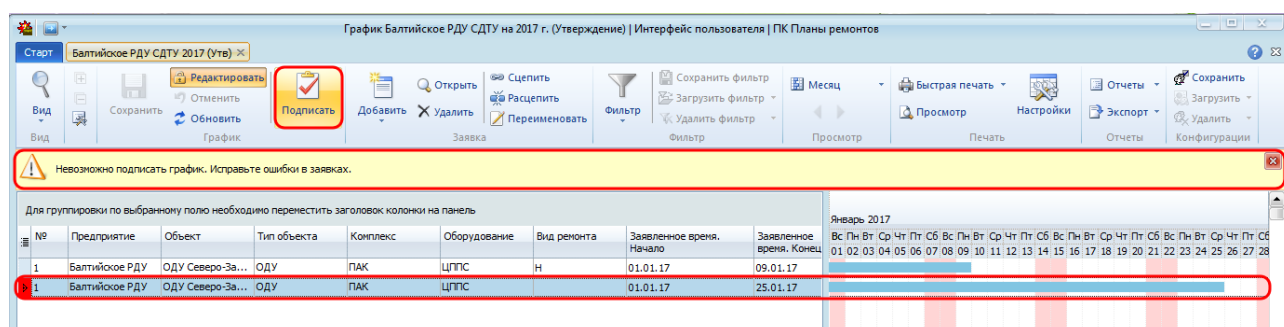 График Балтийское РДУ СДТУ на 2017 г. (Утверждение) | Интерфейс пользователя | ПК Планы ремонтов
Старт Балтийское РДУ СДТУ 2017 (Утв)
Вид Сохранить Редактировать Отменить Обновить Подписать Добавить Открыть Удалить Сцепить Расцепить Переименовать Фильтр Сохранить фильтр Загрузить фильтр Удалить фильтр Месяц Быстрая печать Просмотр Настройки Отчеты Экспорт Сохранить Загрузить Удалить
Вид График Заявка Фильтр Просмотр Печать Отчеты Конфигурации
Невозможно подписать график. Исправьте ошибки в заявках.
Для группировки по выбранному полю необходимо переместить заголовок колонки на панель
Январь 2017
№ Предприятие Объект Тип объекта Комплекс Оборудование Вид ремонта Заявленное время. Начало Заявленное время. Конец
Вс Пн Вт Ср Чт Пт Сб Вс Пн Вт Ср Чт Пт Сб Вс Пн Вт Ср Чт Пт Сб Вс Пн Вт Ср Чт Пт Сб
01 02 03 04 05 06 07 08 09 10 11 12 13 14 15 16 17 18 19 20 21 22 23 24 25 26 27 28
1 Балтийское РДУ ОДУ Северо-За... ОДУ ПАК ЦППС Н 01.01.17 09.01.17
1 Балтийское РДУ ОДУ Северо-За... ОДУ ПАК ЦППС 01.01.17 25.01.17